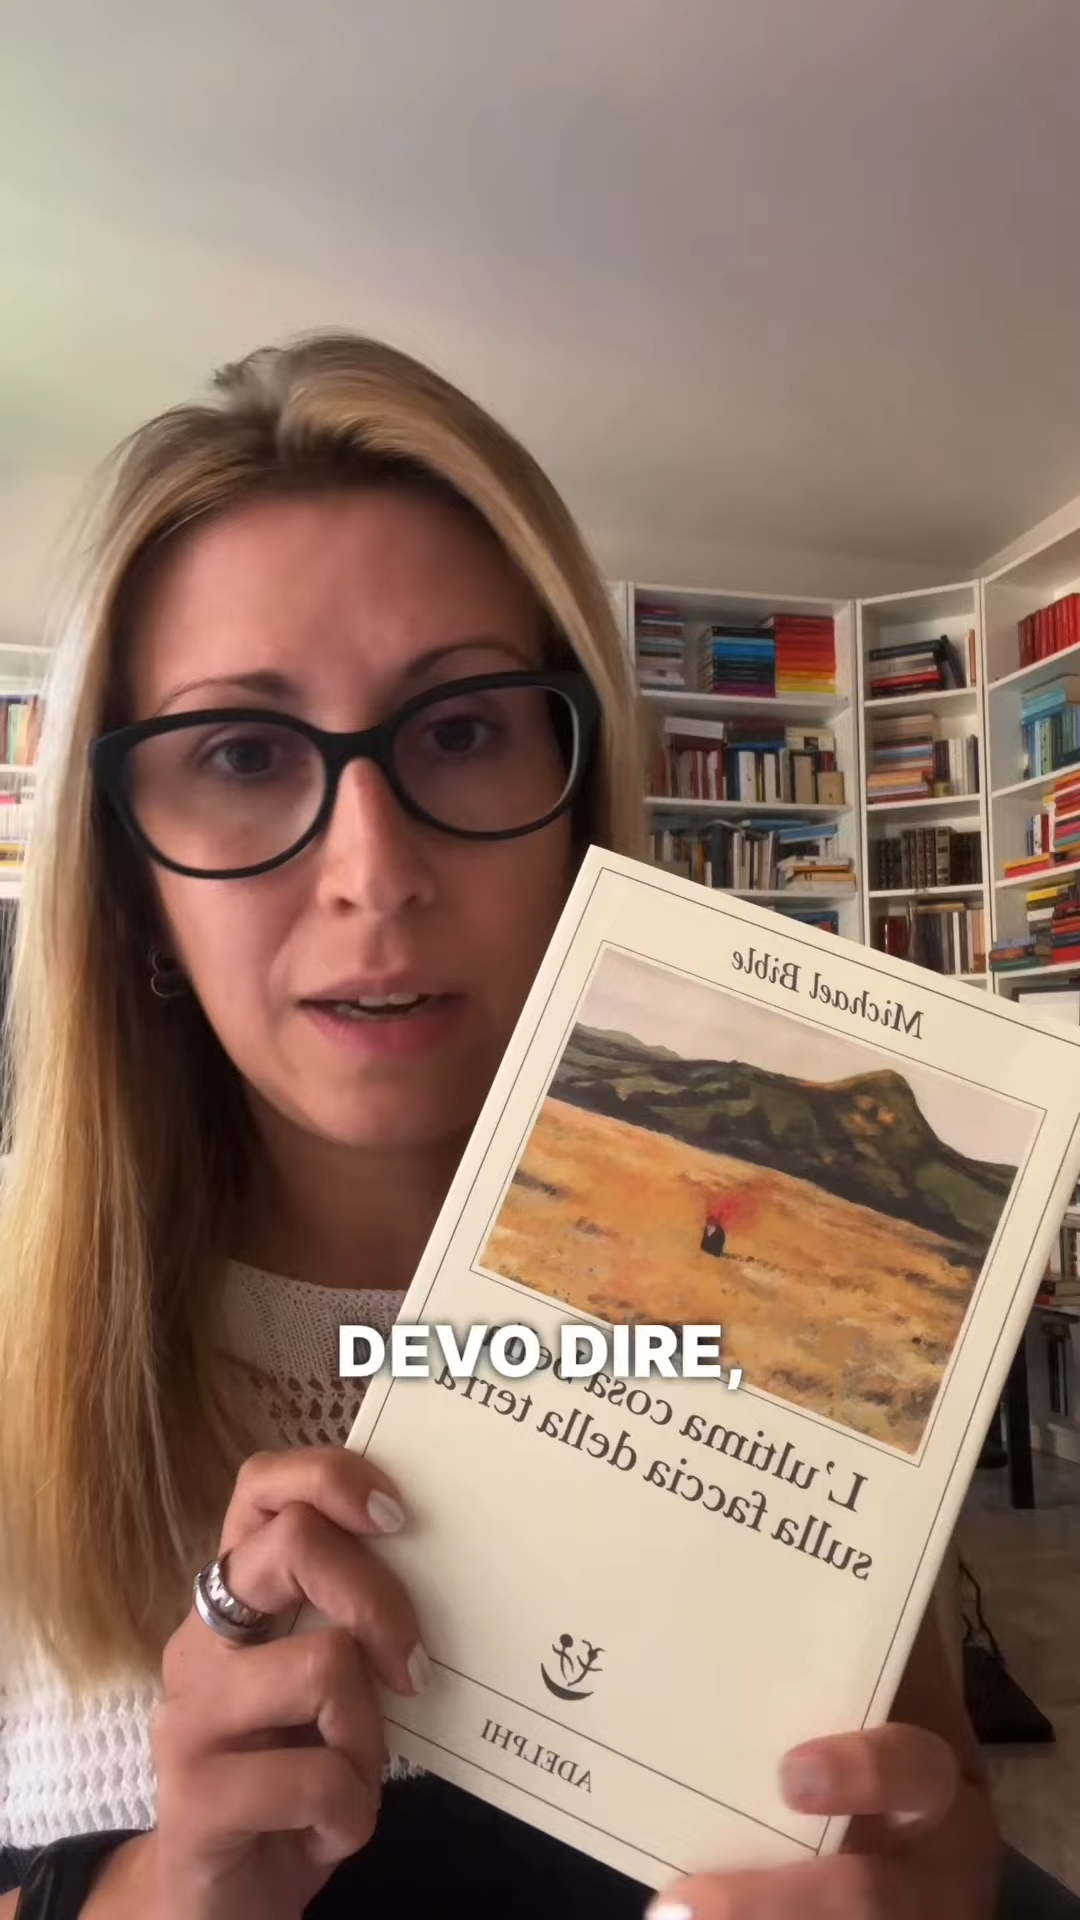 Michael Bible
DEVO DIRE,
L'ultima cosa
sulla faccia della terra
ADELPHI